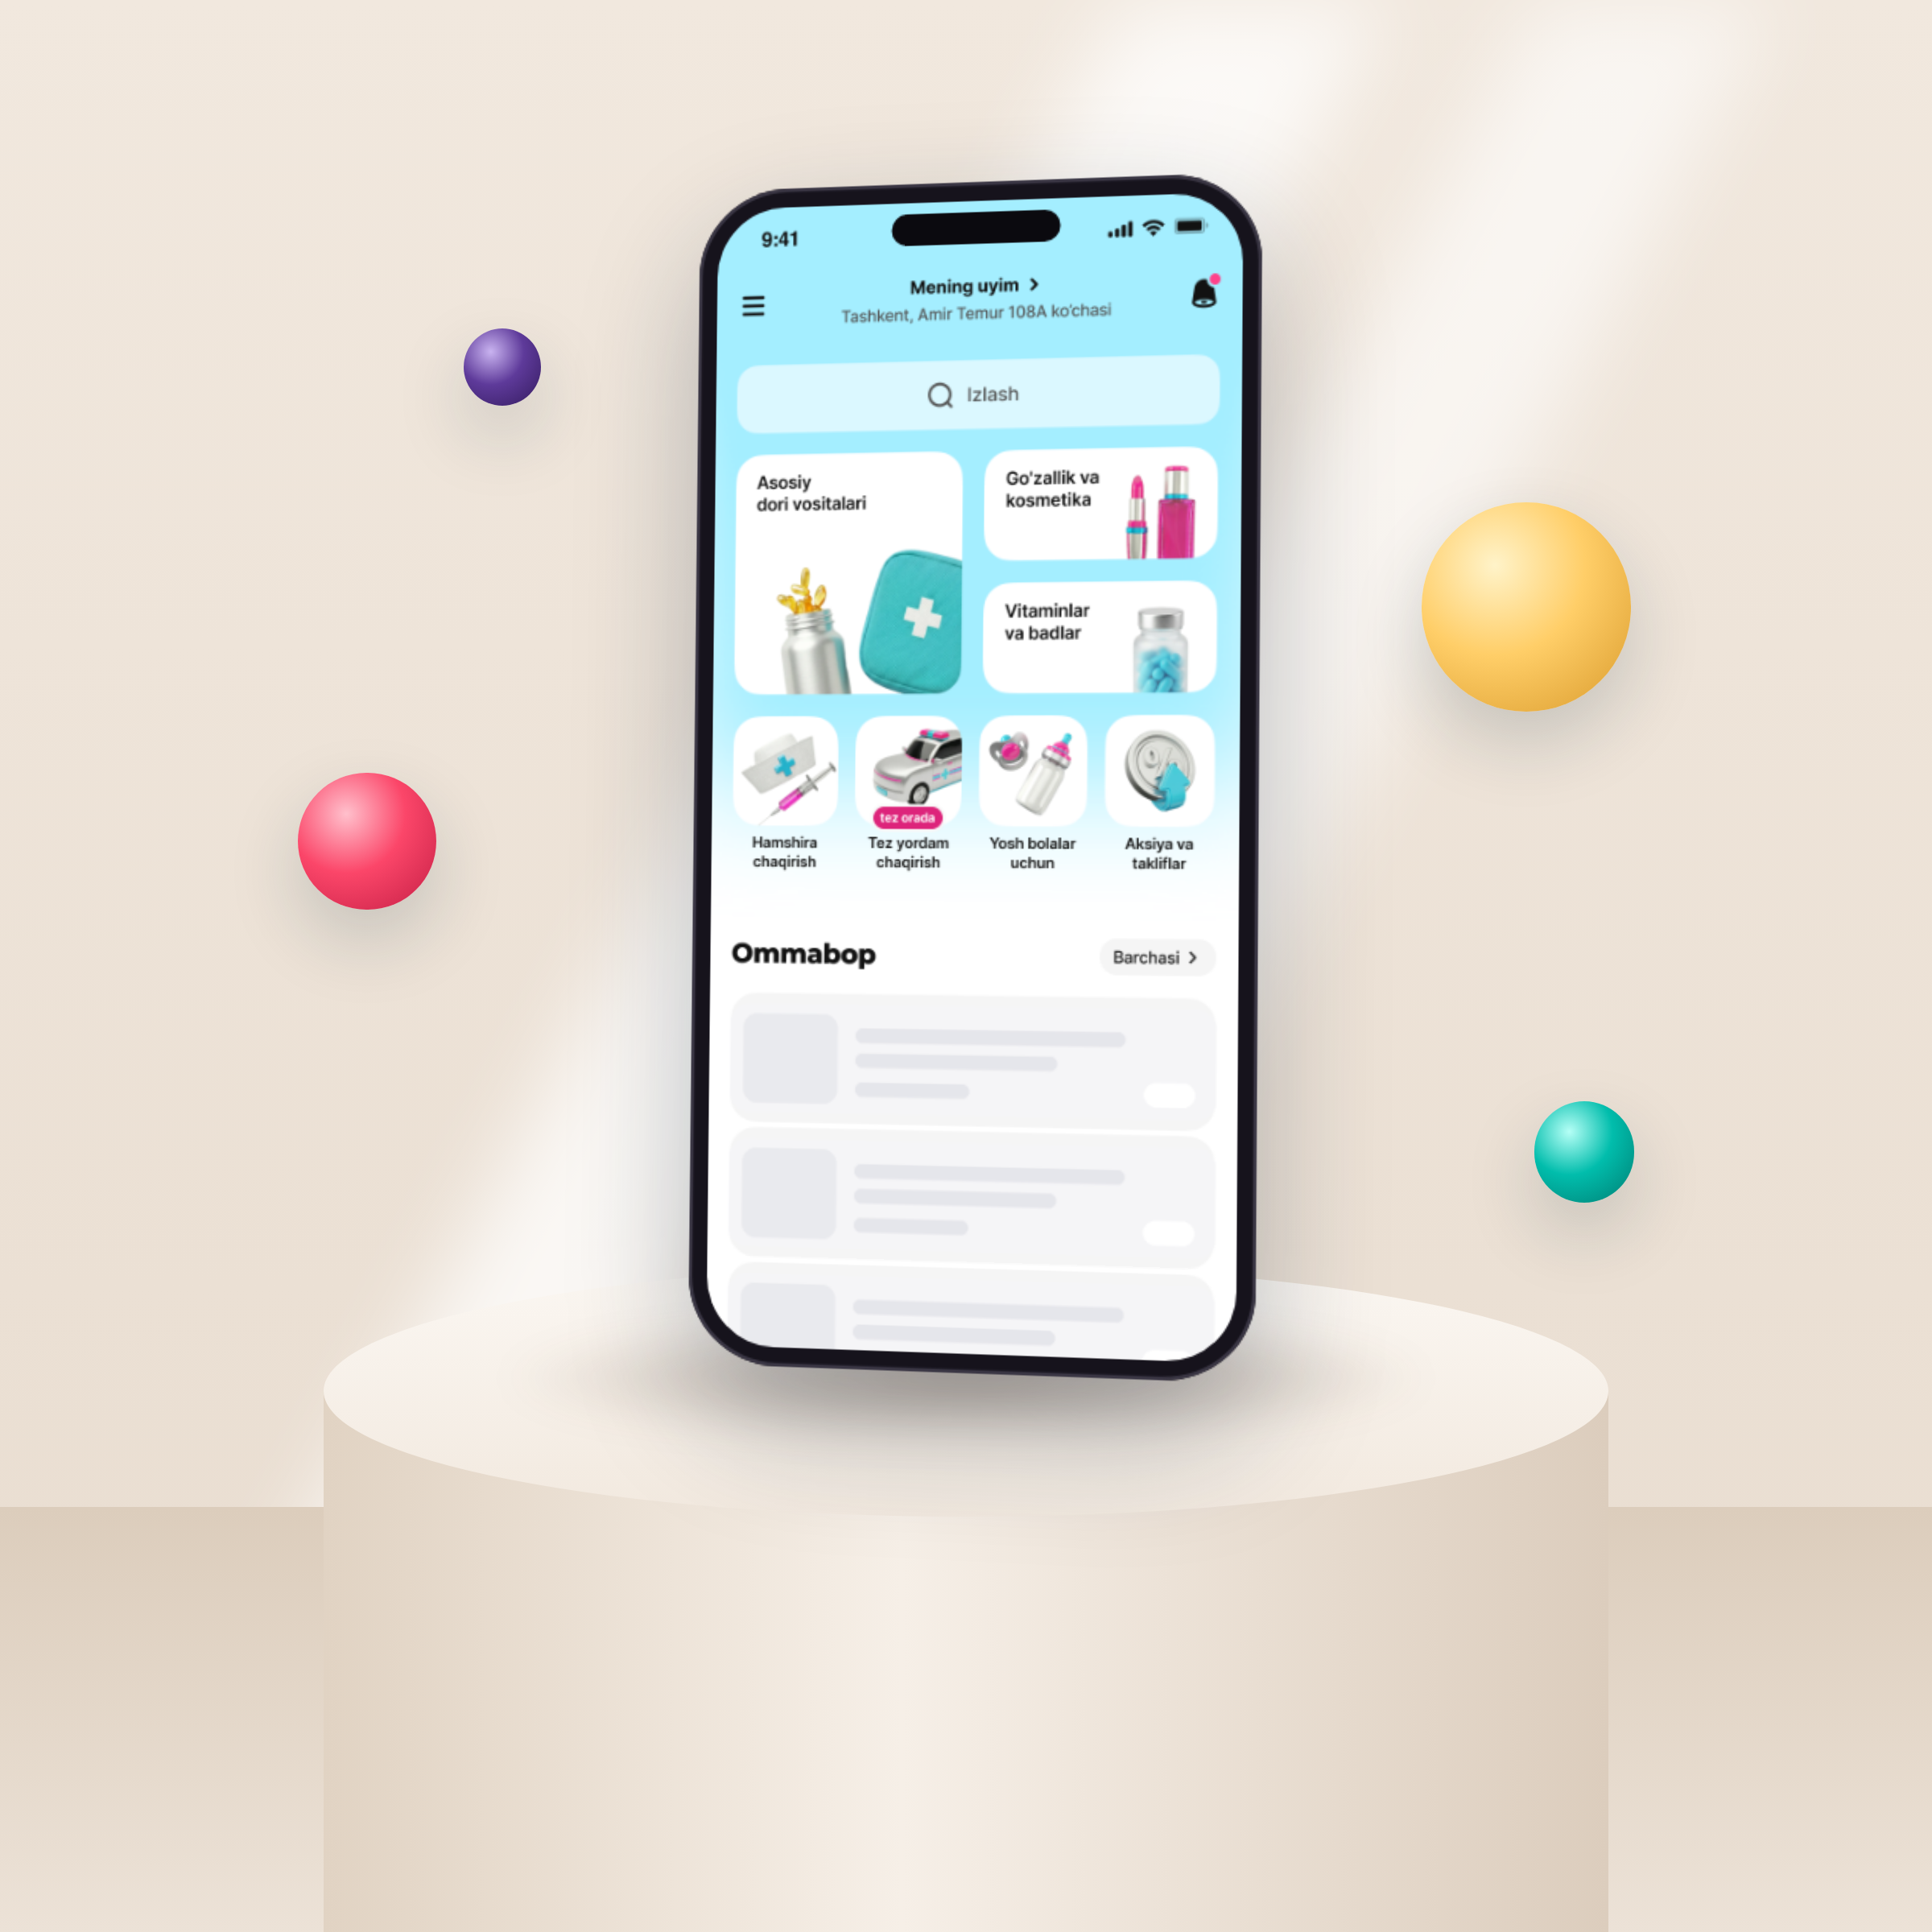 9:41
Mening uyim
Tashkent, Amir Temur 108A ko'chasi
Izlash
Asosiy
dori vositalari
Go'zallik va
kosmetika
Vitaminlar
va badlar
tez orada
Hamshira
chaqirish
Tez yordam
chaqirish
Yosh bolalar
uchun
Aksiya va
takliflar
Ommabop
Barchasi